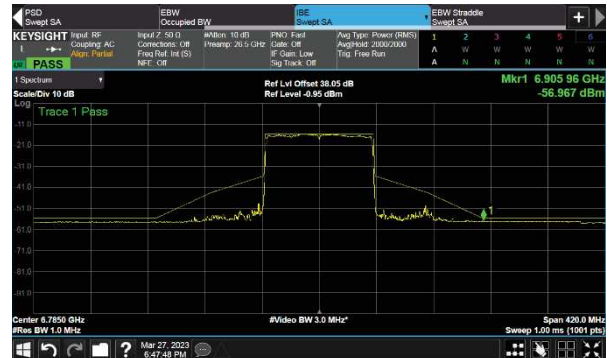 PSD
Swept SA
EBW
Occupied BW
IBE
Swept SA
EBW Straddle
Swept SA
KEYSIGHT
Input: RF
Coupling: AC
Align: Partial
Input Z: 50 Ω
Corrections: Off
Freq Ref: Int (S)
NFE: Off
#Atten: 10 dB
Preamp: 26.5 GHz
PNO: Fast
Gate: Off
IF Gain: Low
Sig Track: Off
Avg Type: Power (RMS)
Avg|Hold: 2000/2000
Trig: Free Run
1 2 3 4 5 6
W W W W W
A N N N N N
PASS
1 Spectrum
Scale/Div 10 dB
Ref Lvl Offset 38.05 dB
Ref Level -0.95 dBm
Mkr1 6.905 96 GHz
-56.967 dBm
Log
Trace 1 Pass
-11.0
-21.0
-31.0
-41.0
-51.0
-61.0
-71.0
-81.0
-91.0
1
Center 6.7850 GHz
#Res BW 1.0 MHz
#Video BW 3.0 MHz*
Span 420.0 MHz
Sweep 1.00 ms (1001 pts)
Mar 27, 2023
6:47:48 PM